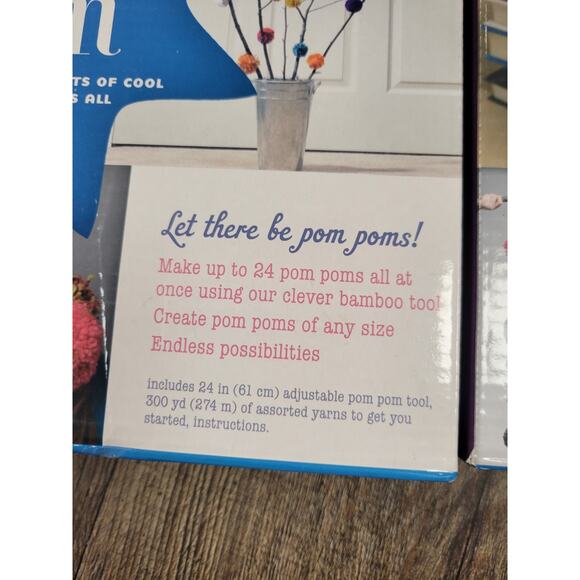 TS OF COOL
S ALL
Let there be pom poms!
Make up to 24 pom poms all at
once using our clever bamboo tool
Create pom poms of any size
Endless possibilities
includes 24 in (61 cm) adjustable pom pom tool,
300 yd (274 m) of assorted yarns to get you
started, instructions.